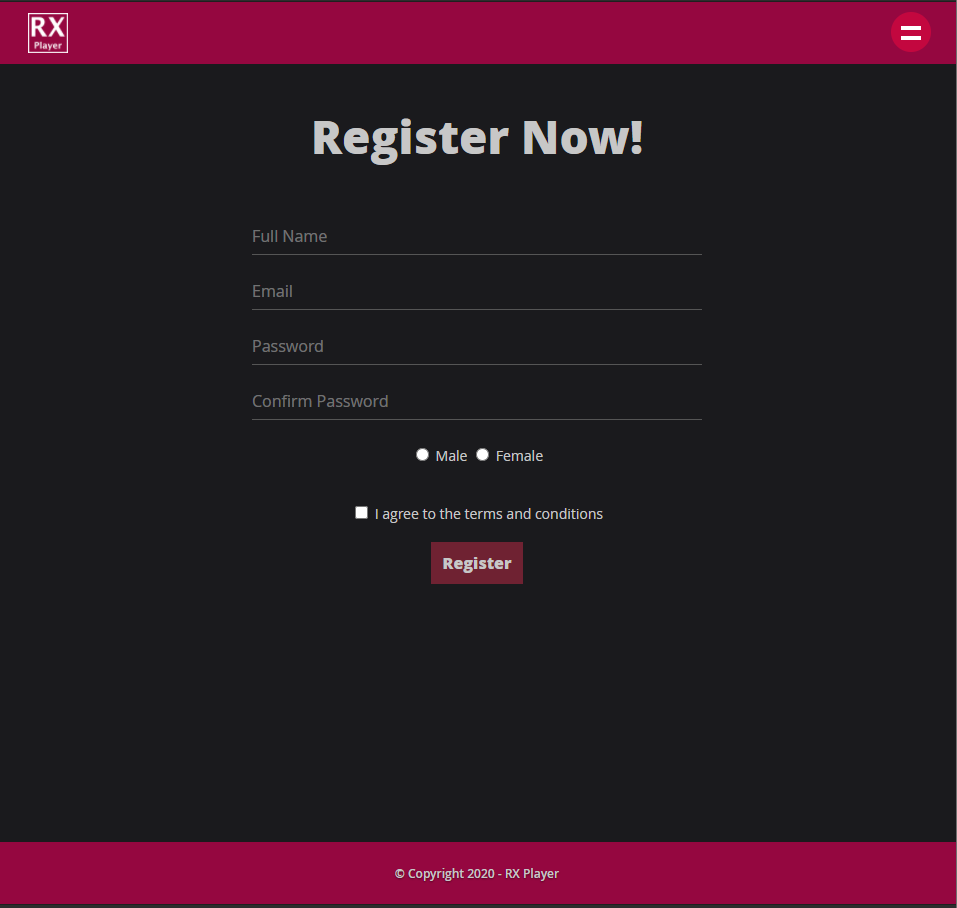 RX
Player
Register Now!
Full Name
Email
Password
Confirm Password
Male Female
I agree to the terms and conditions
Register
© Copyright 2020 - RX Player